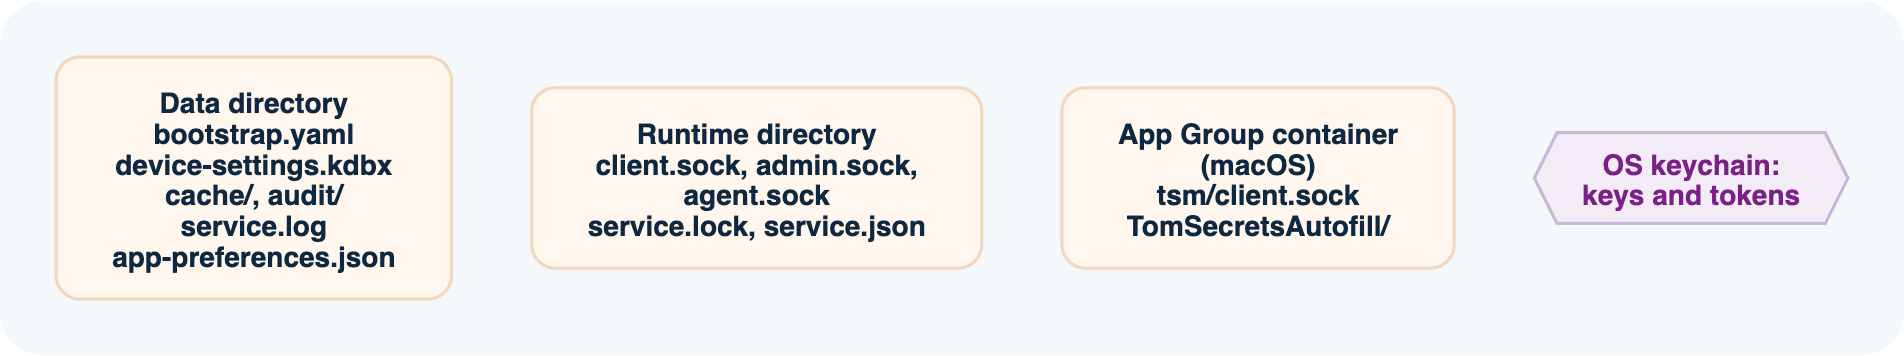 Data directory
bootstrap.yaml
device-settings.kdbx
cache/, audit/
service.log
app-preferences.json
Runtime directory
client.sock, admin.sock,
agent.sock
service.lock, service.json
App Group container
(macOS)
tsm/client.sock
TomSecretsAutofill/
OS keychain:
keys and tokens